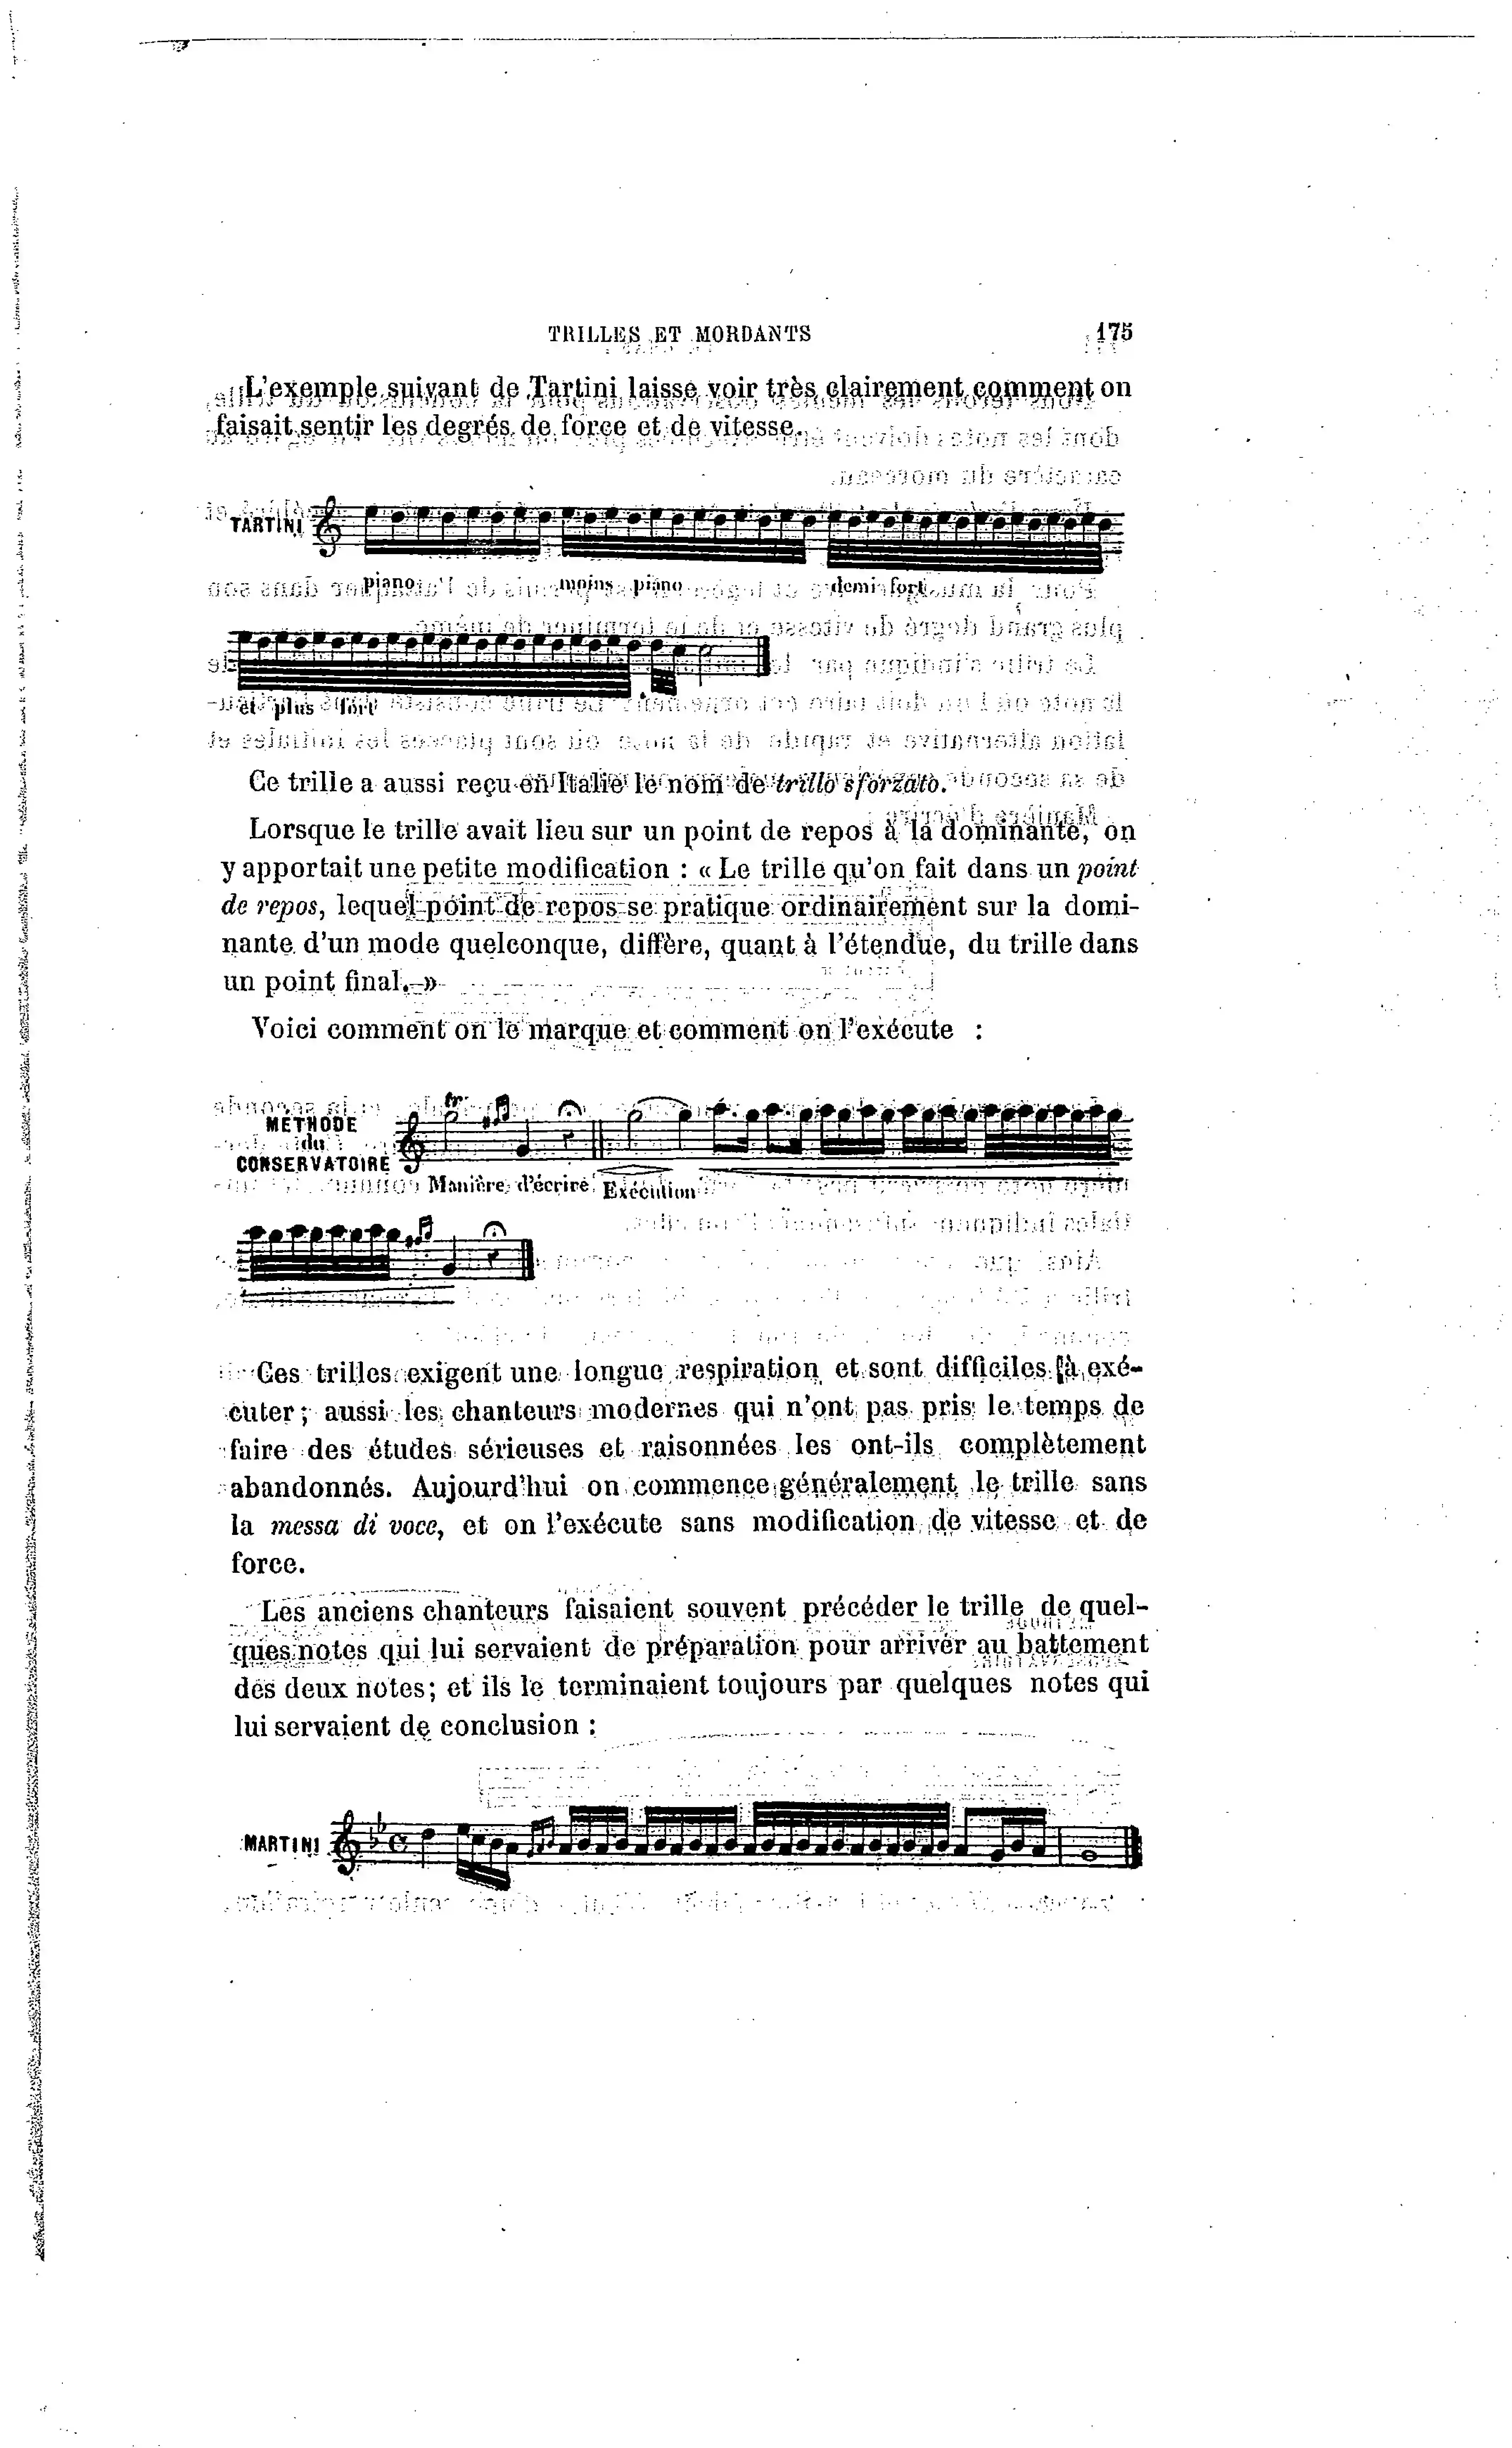 TRILLES ET MORDANTS 175
L'exemple suivant de Tartini laisse voir très clairement comment on
faisait sentir les degrés de force et de vitesse.
TARTINI
piano moins piano demi fort
et plus fort
Ce trille a aussi reçu en Italie le nom de trillo sforzato.
Lorsque le trille avait lieu sur un point de repos à la dominante, on
y apportait une petite modification : « Le trille qu'on fait dans un point
de repos, lequel point de repos se pratique ordinairement sur la domi-
nante d'un mode quelconque, diffère, quant à l'étendue, du trille dans
un point final. »
Voici comment on le marque et comment on l'exécute :
tr
MÉTHODE
du
CONSERVATOIRE
Manière d'écrire Exécution
Ces trilles exigent une longue respiration et sont difficiles à exé-
cuter ; aussi les chanteurs modernes qui n'ont pas pris le temps de
faire des études sérieuses et raisonnées les ont-ils complètement
abandonnés. Aujourd'hui on commence généralement le trille sans
la messa di voce, et on l'exécute sans modification de vitesse et de
force.
Les anciens chanteurs faisaient souvent précéder le trille de quel-
ques notes qui lui servaient de préparation pour arriver au battement
des deux notes; et ils le terminaient toujours par quelques notes qui
lui servaient de conclusion :
MARTINI